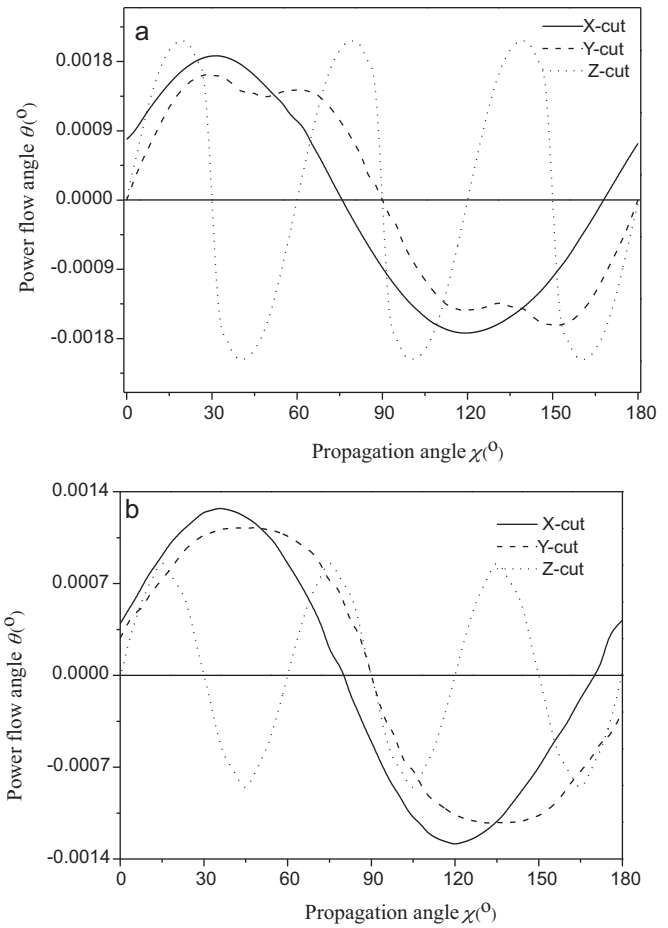 a
X-cut
Y-cut
Z-cut
0.0018
0.0009
0.0000
-0.0009
-0.0018
Power flow angle θ(º)
0 30 60 90 120 150 180
Propagation angle χ(º)
b
X-cut
Y-cut
Z-cut
0.0014
0.0007
0.0000
-0.0007
-0.0014
Power flow angle θ(º)
0 30 60 90 120 150 180
Propagation angle χ(º)